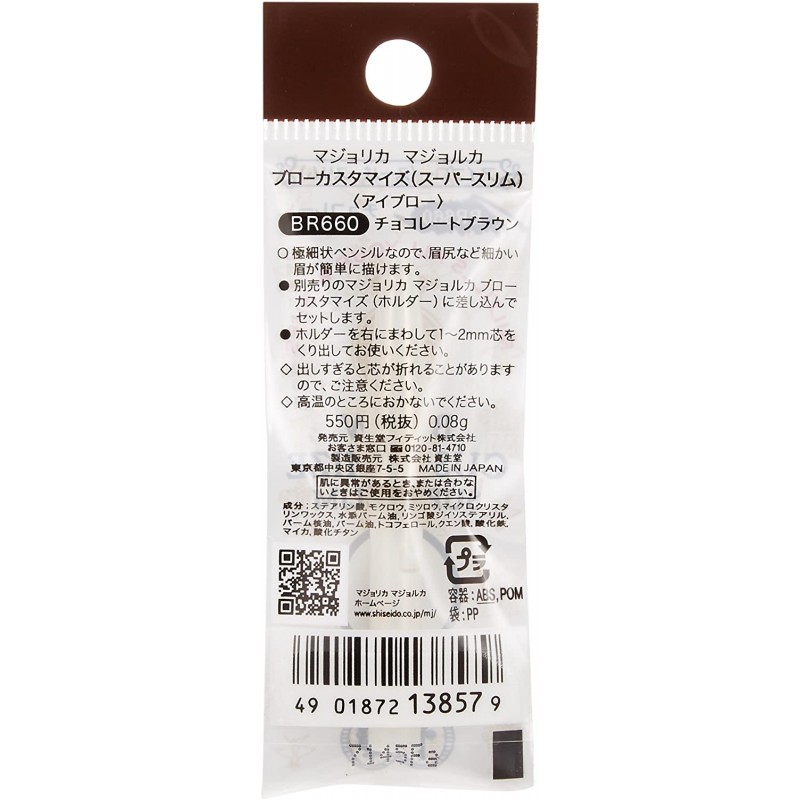 マジョリカ マジョルカ
ブローカスタマイズ(スーパースリム)
〈アイブロー〉
BR660 チョコレートブラウン
○ 極細状ペンシルなので、眉尻など細かい
眉が簡単に描けます。
● 別売りのマジョリカ マジョルカ ブロー
カスタマイズ(ホルダー)に差し込んで
セットします。
● ホルダーを右にまわして1〜2mm芯を
くり出してお使いください。
◇ 出しすぎると芯が折れることがあります
ので、ご注意ください。
◇ 高温のところにおかないでください。
550円(税抜) 0.08g
発売元 資生堂フィティット株式会社
お客さま窓口 0120-81-4710
製造販売元 株式会社 資生堂
東京都中央区銀座7-5-5 MADE IN JAPAN
肌に異常があるとき、または合わな
いときはご使用をおやめください。
成分:ステアリン酸,モクロウ,ミツロウ,マイクロクリスタ
リンワックス,水添パーム油,リンゴ酸ジイソステアリル,
パーム核油,パーム油,トコフェロール,クエン酸,酸化鉄,
マイカ,酸化チタン
プラ
マジョリカ マジョルカ
ホームページ
www.shiseido.co.jp/mj/
容器:ABS,POM
袋:PP
49 01872 13857 9